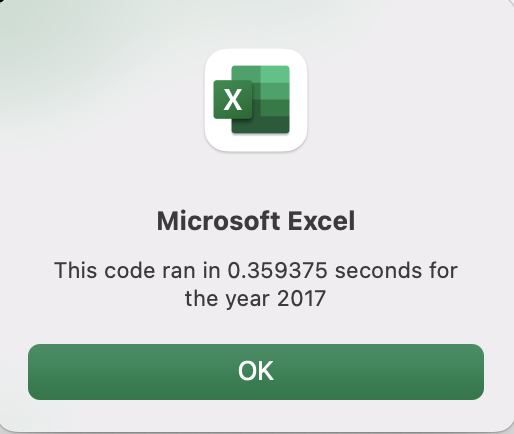 X
Microsoft Excel
This code ran in 0.359375 seconds for
the year 2017
OK